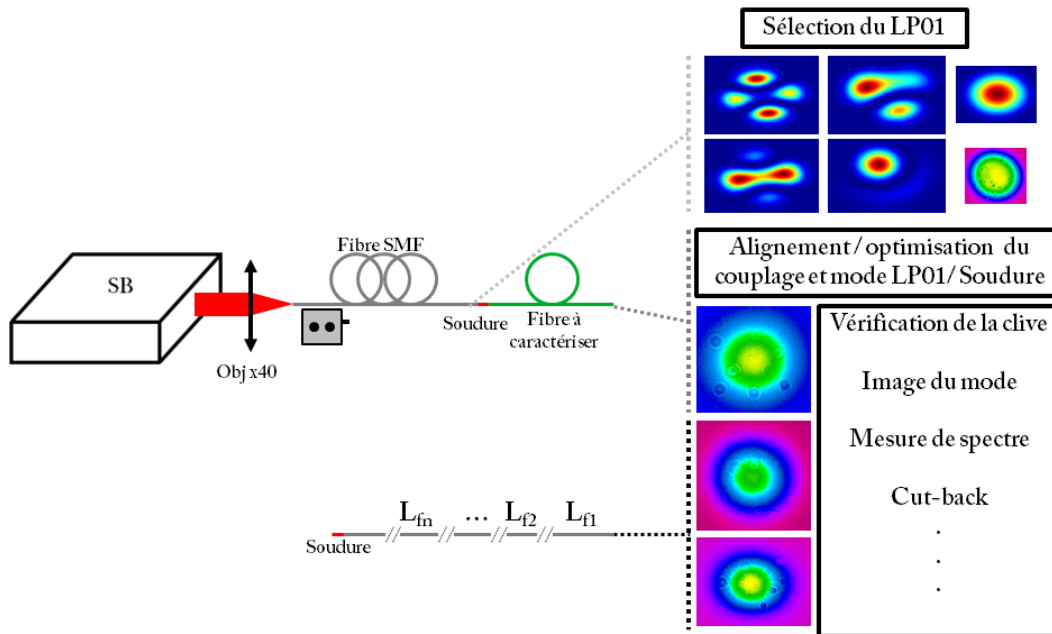 Sélection du LP01
Fibre SMF
SB
Soudure
Fibre à
caractériser
Obj x40
Alignement / optimisation du
couplage et mode LP01/ Soudure
Vérification de la clive
Image du mode
Mesure de spectre
Cut-back
.
.
.
Lfn ... Lf2 Lf1
Soudure